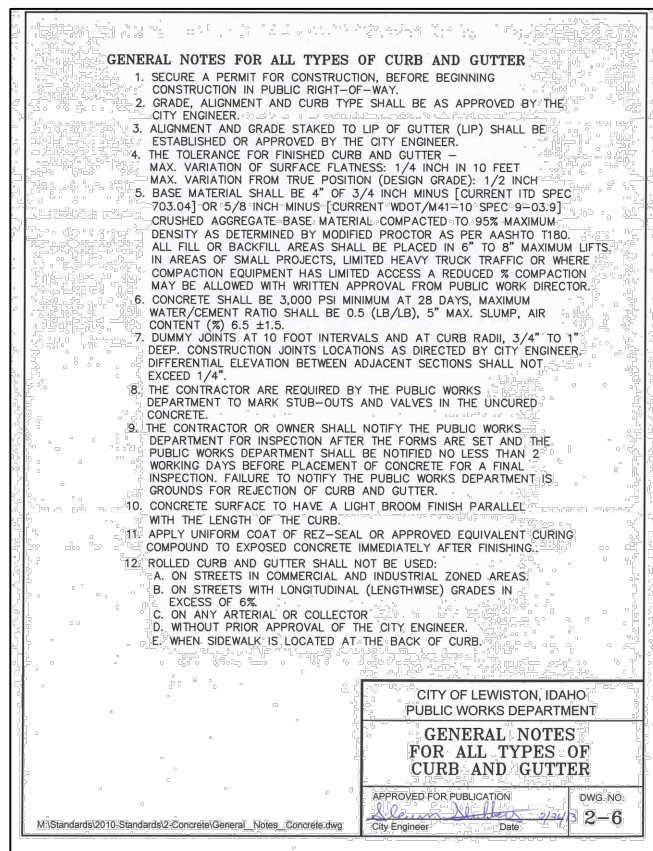 GENERAL NOTES FOR ALL TYPES OF CURB AND GUTTER
1. SECURE A PERMIT FOR CONSTRUCTION, BEFORE BEGINNING
CONSTRUCTION IN PUBLIC RIGHT-OF-WAY.
2. GRADE, ALIGNMENT AND CURB TYPE SHALL BE AS APPROVED BY THE
CITY ENGINEER.
3. ALIGNMENT AND GRADE STAKED TO LIP OF GUTTER (LIP) SHALL BE
ESTABLISHED OR APPROVED BY THE CITY ENGINEER.
4. THE TOLERANCE FOR FINISHED CURB AND GUTTER –
MAX. VARIATION OF SURFACE FLATNESS: 1/4 INCH IN 10 FEET
MAX. VARIATION FROM TRUE POSITION (DESIGN GRADE): 1/2 INCH
5. BASE MATERIAL SHALL BE 4" OF 3/4 INCH MINUS [CURRENT ITD SPEC
703.04] OR 5/8 INCH MINUS [CURRENT WDOT/M41-10 SPEC 9-03.9]
CRUSHED AGGREGATE BASE MATERIAL COMPACTED TO 95% MAXIMUM
DENSITY AS DETERMINED BY MODIFIED PROCTOR AS PER AASHTO T180.
ALL FILL OR BACKFILL AREAS SHALL BE PLACED IN 6" TO 8" MAXIMUM LIFTS.
IN AREAS OF SMALL PROJECTS, LIMITED HEAVY TRUCK TRAFFIC OR WHERE
COMPACTION EQUIPMENT HAS LIMITED ACCESS A REDUCED % COMPACTION
MAY BE ALLOWED WITH WRITTEN APPROVAL FROM PUBLIC WORK DIRECTOR.
6. CONCRETE SHALL BE 3,000 PSI MINIMUM AT 28 DAYS, MAXIMUM
WATER/CEMENT RATIO SHALL BE 0.5 (LB/LB), 5" MAX. SLUMP, AIR
CONTENT (%) 6.5 ±1.5.
7. DUMMY JOINTS AT 10 FOOT INTERVALS AND AT CURB RADII, 3/4" TO 1"
DEEP. CONSTRUCTION JOINTS LOCATIONS AS DIRECTED BY CITY ENGINEER.
DIFFERENTIAL ELEVATION BETWEEN ADJACENT SECTIONS SHALL NOT
EXCEED 1/4".
8. THE CONTRACTOR ARE REQUIRED BY THE PUBLIC WORKS
DEPARTMENT TO MARK STUB-OUTS AND VALVES IN THE UNCURED
CONCRETE.
9. THE CONTRACTOR OR OWNER SHALL NOTIFY THE PUBLIC WORKS
DEPARTMENT FOR INSPECTION AFTER THE FORMS ARE SET AND THE
PUBLIC WORKS DEPARTMENT SHALL BE NOTIFIED NO LESS THAN 2
WORKING DAYS BEFORE PLACEMENT OF CONCRETE FOR A FINAL
INSPECTION. FAILURE TO NOTIFY THE PUBLIC WORKS DEPARTMENT IS
GROUNDS FOR REJECTION OF CURB AND GUTTER.
10. CONCRETE SURFACE TO HAVE A LIGHT BROOM FINISH PARALLEL
WITH THE LENGTH OF THE CURB.
11. APPLY UNIFORM COAT OF REZ-SEAL OR APPROVED EQUIVALENT CURING
COMPOUND TO EXPOSED CONCRETE IMMEDIATELY AFTER FINISHING..
12. ROLLED CURB AND GUTTER SHALL NOT BE USED:
A. ON STREETS IN COMMERCIAL AND INDUSTRIAL ZONED AREAS.
B. ON STREETS WITH LONGITUDINAL (LENGTHWISE) GRADES IN
EXCESS OF 6%.
C. ON ANY ARTERIAL OR COLLECTOR
D. WITHOUT PRIOR APPROVAL OF THE CITY ENGINEER.
E. WHEN SIDEWALK IS LOCATED AT THE BACK OF CURB.
CITY OF LEWISTON, IDAHO
PUBLIC WORKS DEPARTMENT
GENERAL NOTES
FOR ALL TYPES OF
CURB AND GUTTER
APPROVED FOR PUBLICATION
City Engineer Date
DWG. NO.
2-6
M:\Standards\2010-Standards\2-Concrete\General_Notes_Concrete.dwg